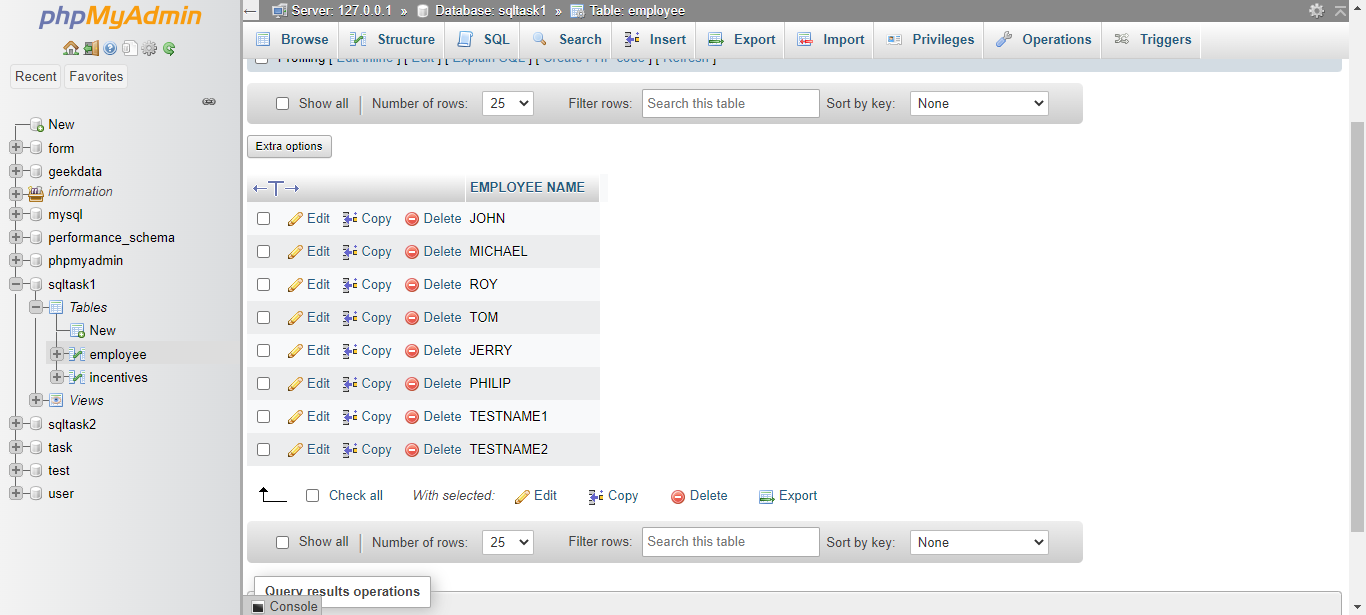 phpMyAdmin
Recent Favorites
New
form
geekdata
information
mysql
performance_schema
phpmyadmin
sqltask1
Tables
New
employee
incentives
Views
sqltask2
task
test
user
Server: 127.0.0.1 » Database: sqltask1 » Table: employee
Browse Structure SQL Search Insert Export Import Privileges Operations Triggers
Profiling [ Edit inline ] [ Edit ] [ Explain SQL ] [ Create PHP code ] [ Refresh ]
Show all Number of rows: 25 Filter rows: Search this table Sort by key: None
Extra options
←T→ EMPLOYEE NAME
Edit Copy Delete JOHN
Edit Copy Delete MICHAEL
Edit Copy Delete ROY
Edit Copy Delete TOM
Edit Copy Delete JERRY
Edit Copy Delete PHILIP
Edit Copy Delete TESTNAME1
Edit Copy Delete TESTNAME2
Check all With selected: Edit Copy Delete Export
Show all Number of rows: 25 Filter rows: Search this table Sort by key: None
Query results operations
Console